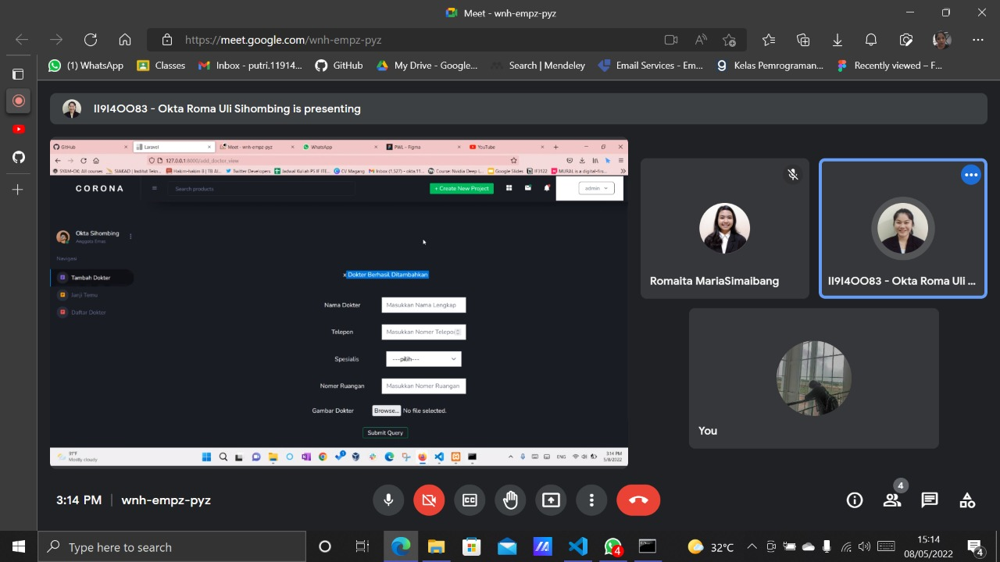 Meet - wnh-empz-pyz
https://meet.google.com/wnh-empz-pyz
(1) WhatsApp
Classes
Inbox - putri.11914...
GitHub
My Drive - Google...
Search | Mendeley
Email Services - Em...
Kelas Pemrograman...
Recently viewed – F...
11914OO83 - Okta Roma Uli Sihombing is presenting
GitHub
Laravel
Meet - wnh-empz-pyz
WhatsApp
PWL - Figma
YouTube
127.0.0.1:8000/add_doctor_view
SYAM-OK: All courses
SIAKAD | Institut Tekn...
Hakim-hakim 8 | TB Al...
Twitter Developers
Jadwal Kuliah PS IF ITE...
CV Magang
Inbox (1,527) - okta.11...
Course: Nvidia Deep L...
Google Slides
IF3122
MURAL is a digital-firs...
CORONA
Search products
+ Create New Project
admin
Okta Sihombing
Anggota Emas
Navigasi
Tambah Dokter
Janji Temu
Daftar Dokter
x Dokter Berhasil Ditambahkan
Nama Dokter
Masukkan Nama Lengkap
Telepon
Masukkan Nomer Telepo
Spesialis
---pilih---
Nomer Ruangan
Masukkan Nomer Ruangan
Gambar Dokter
Browse... No file selected.
Submit Query
91°F
Mostly cloudy
ENG
3:14 PM
5/8/2022
Romaita MariaSimaibang
11914OO83 - Okta Roma Uli ...
You
3:14 PM
wnh-empz-pyz
CC
4
Type here to search
4
32°C
15:14
08/05/2022
4